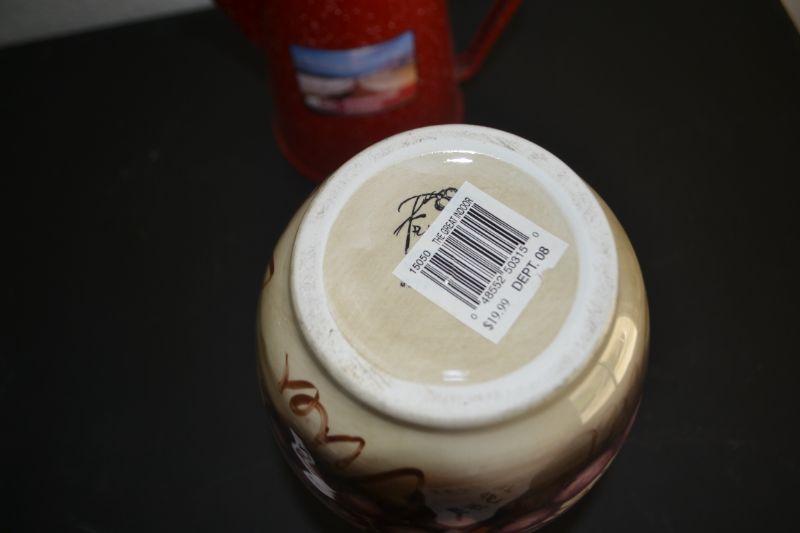 15050 THE GREAT INDOOR
0 48552 50315 0
$19.99 DEPT. 08